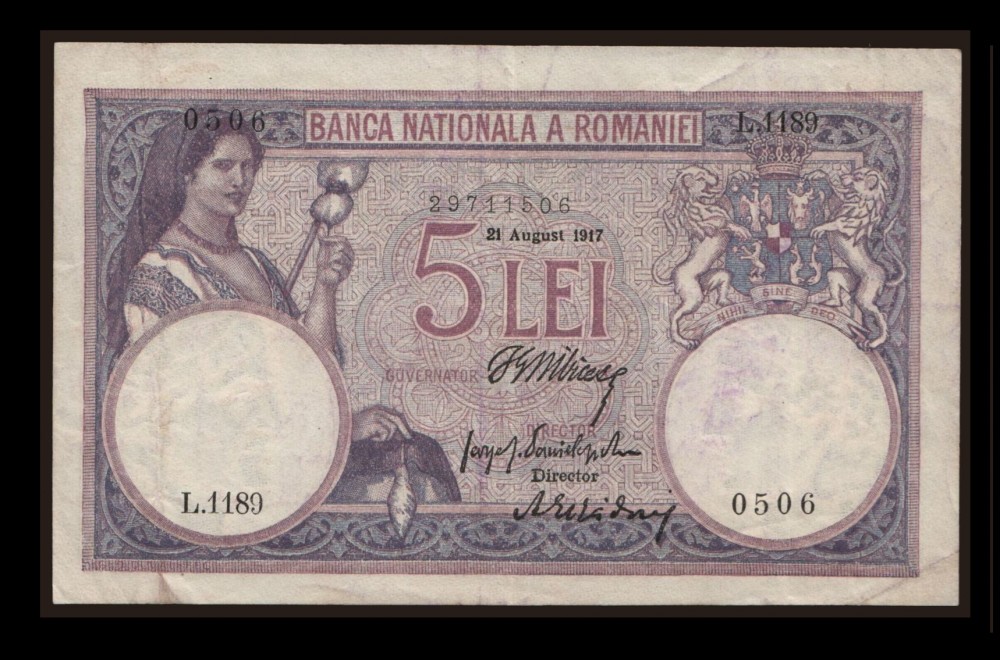 0506 BANCA NATIONALA A ROMANIEI L.1189
29711506
21 August 1917
5 LEI
NIHIL SINE DEO
GUVERNATOR
DIRECTOR
Director
L.1189 0506